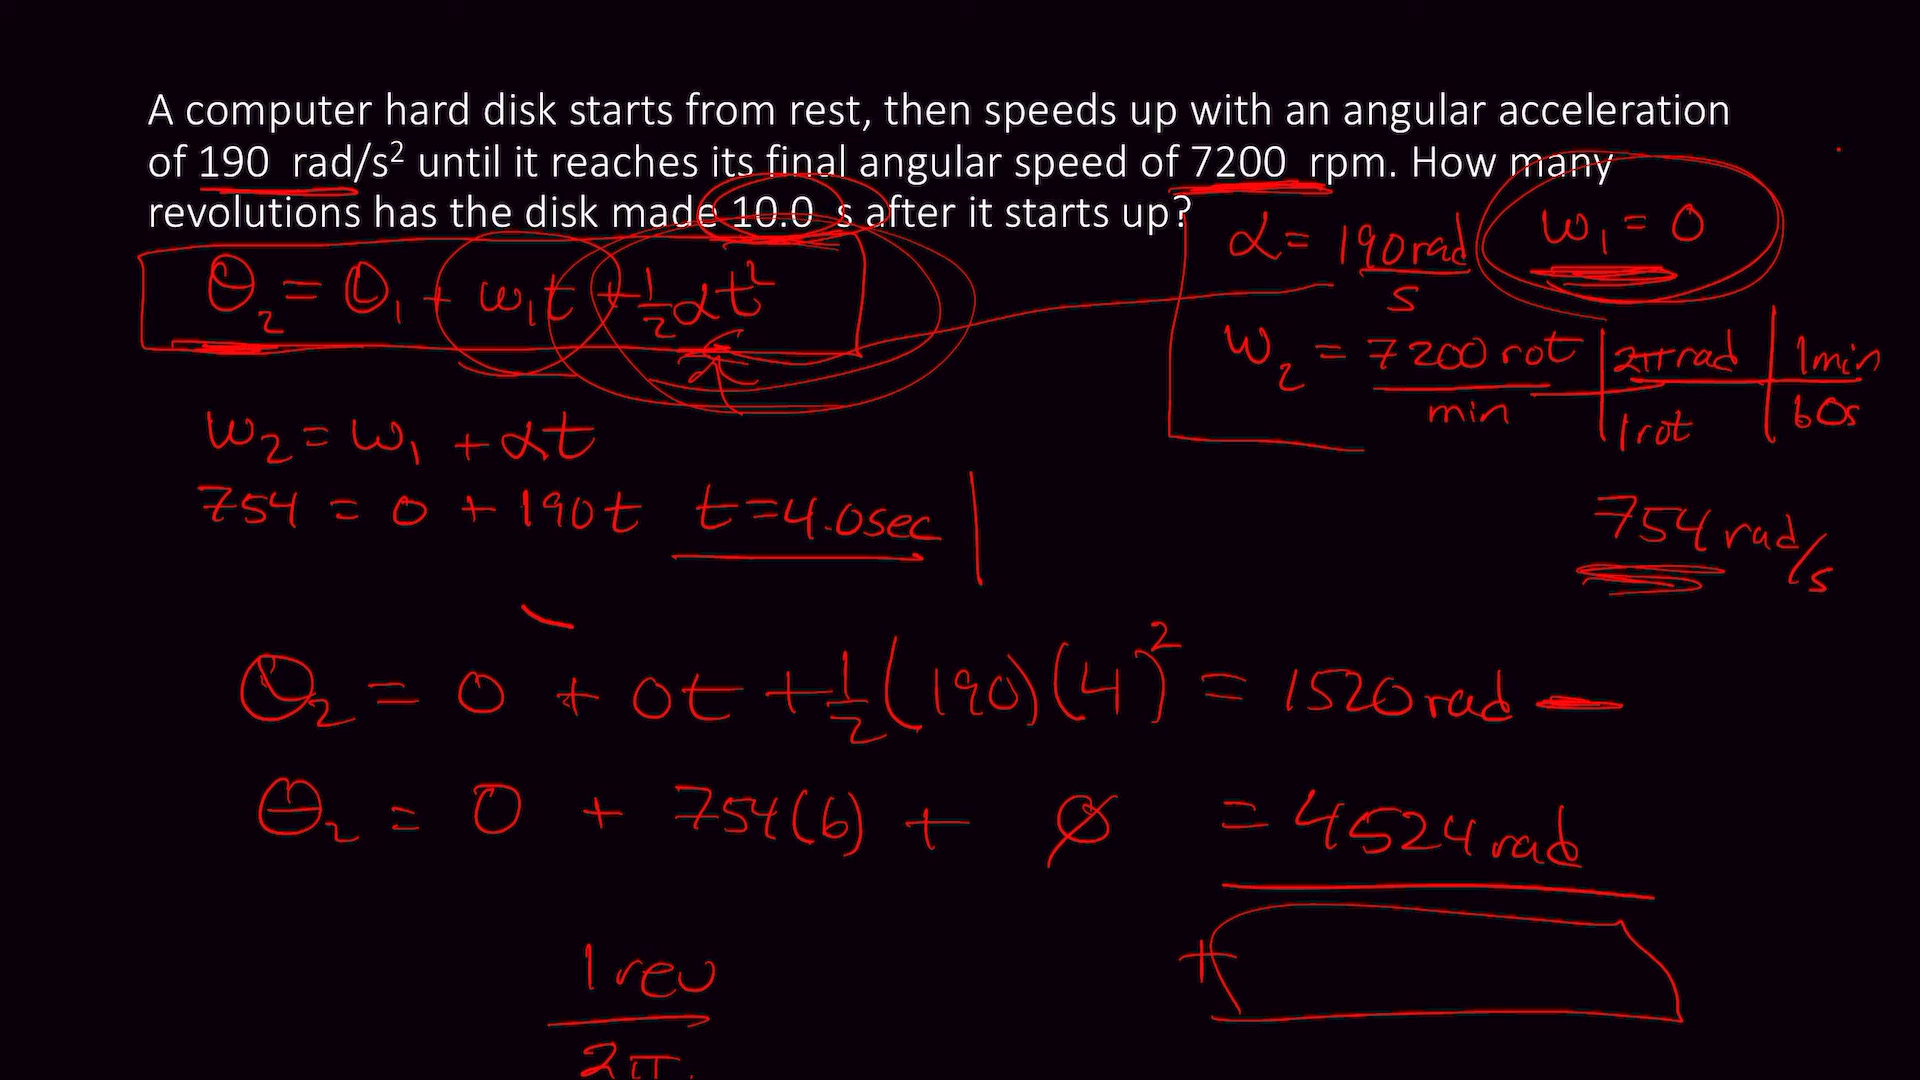 A computer hard disk starts from rest, then speeds up with an angular acceleration
of 190 rad/s² until it reaches its final angular speed of 7200 rpm. How many
revolutions has the disk made 10.0 s after it starts up?
α = 190 rad/s
ω₁ = 0
θ₂ = θ₁ + ω₁t + ½αt²
ω₂ = 7200 rot/min | 2π rad/1 rot | 1 min/60s
ω₂ = ω₁ + αt
754 = 0 + 190t t = 4.0 sec
754 rad/s
θ₂ = 0 + 0t + ½(190)(4)² = 1520 rad
θ₂ = 0 + 754(6) + Ø = 4524 rad
+
1 rev
2π